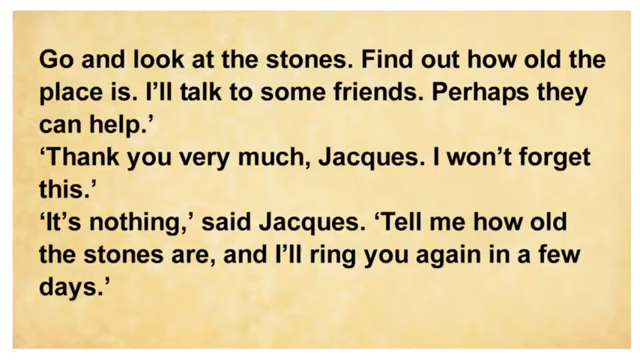 Go and look at the stones. Find out how old the
place is. I’ll talk to some friends. Perhaps they
can help.’
‘Thank you very much, Jacques. I won’t forget
this.’
‘It’s nothing,’ said Jacques. ‘Tell me how old
the stones are, and I’ll ring you again in a few
days.’